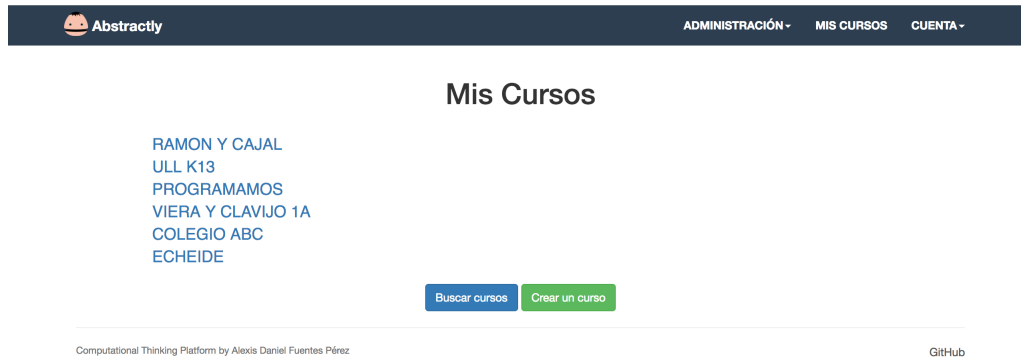 Abstractly ADMINISTRACIÓN MIS CURSOS CUENTA
Mis Cursos
RAMON Y CAJAL
ULL K13
PROGRAMAMOS
VIERA Y CLAVIJO 1A
COLEGIO ABC
ECHEIDE
Buscar cursos Crear un curso
Computational Thinking Platform by Alexis Daniel Fuentes Pérez GitHub